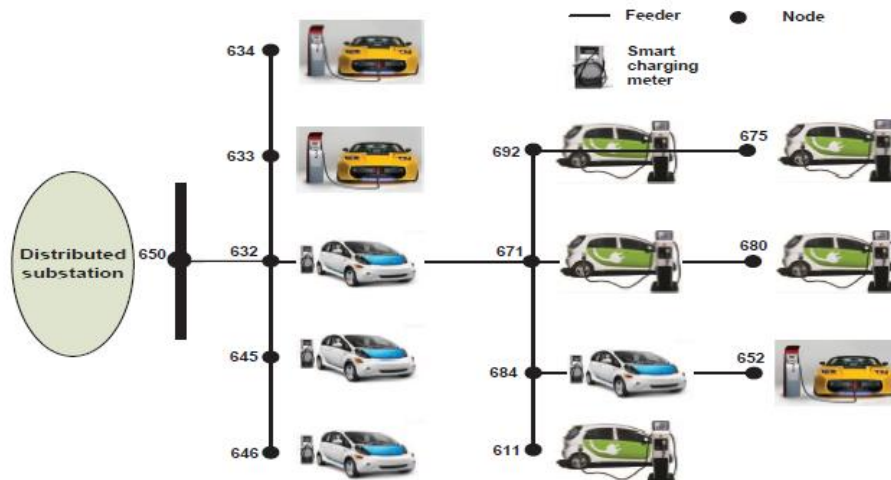 Feeder
Node
Smart
charging
meter
634
633
692
675
Distributed
substation
650
632
671
680
645
684
652
646
611